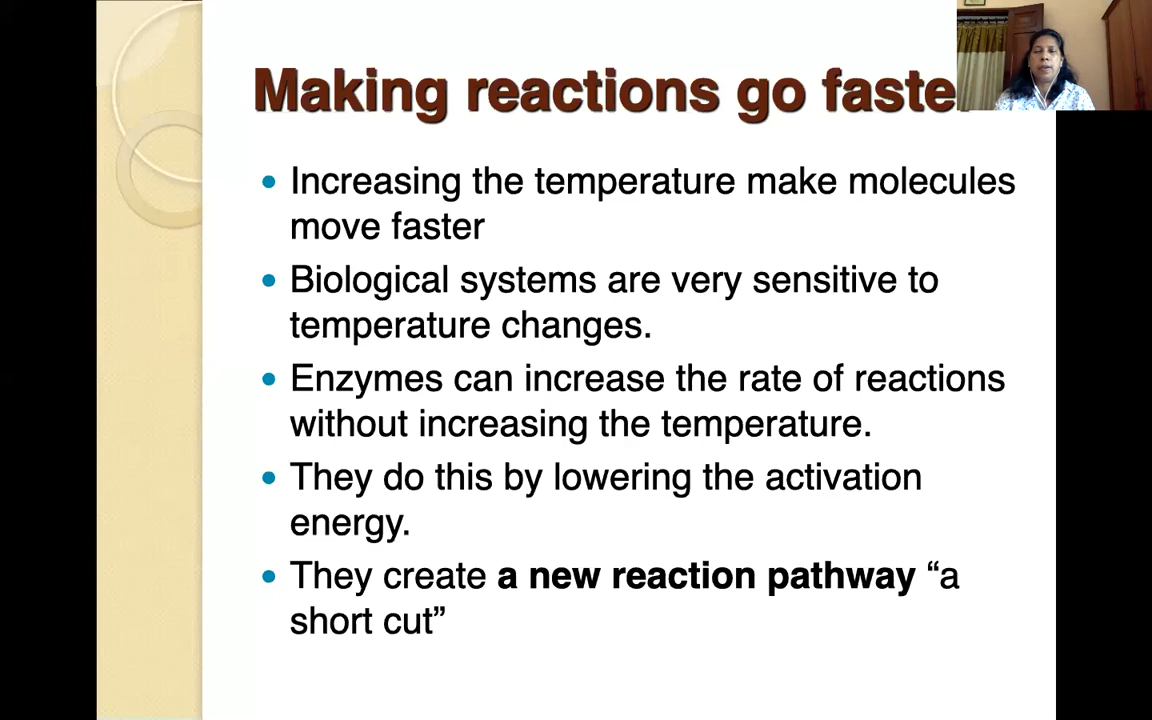 Making reactions go faste
• Increasing the temperature make molecules
move faster
• Biological systems are very sensitive to
temperature changes.
• Enzymes can increase the rate of reactions
without increasing the temperature.
• They do this by lowering the activation
energy.
• They create a new reaction pathway “a
short cut”